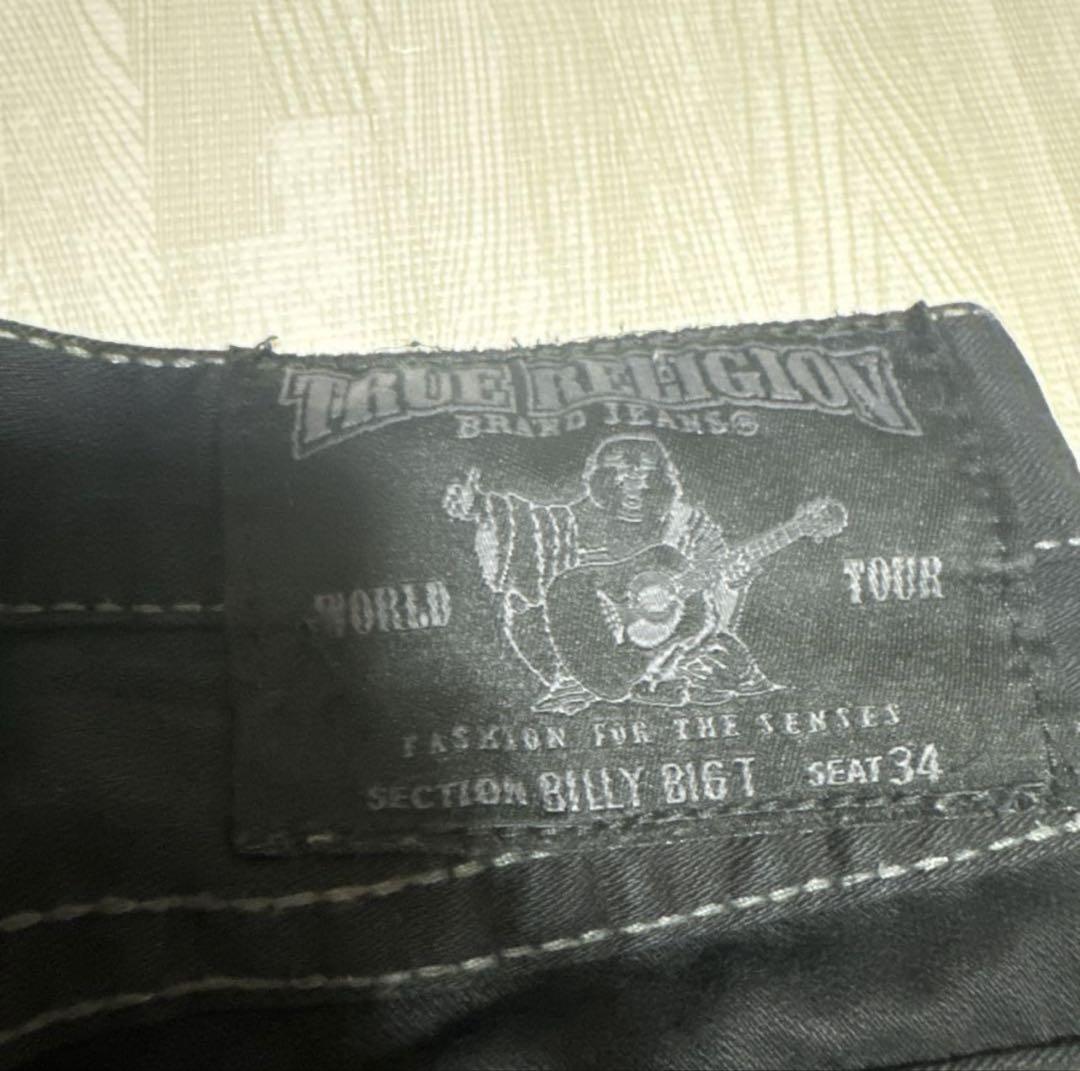 TRUE RELIGION
BRAND JEANS®
WORLD TOUR
FASHION FOR THE SENSES
SECTION BILLY BIG T SEAT 34